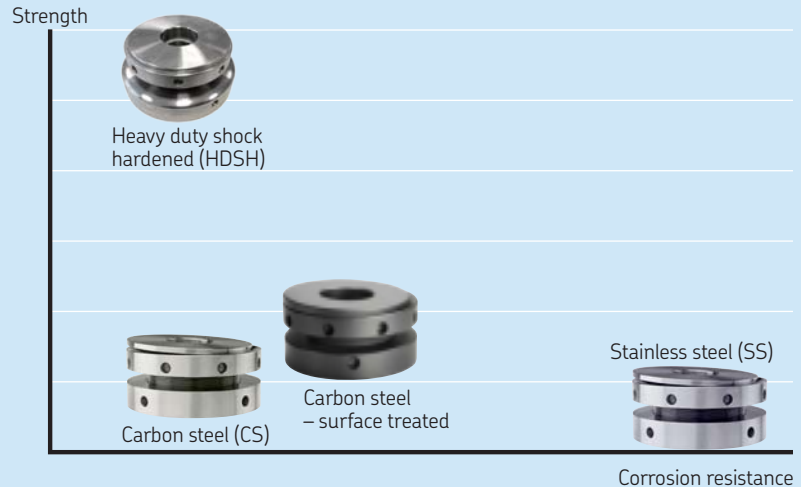 Strength
Heavy duty shock
hardened (HDSH)
Stainless steel (SS)
Carbon steel
– surface treated
Carbon steel (CS)
Corrosion resistance